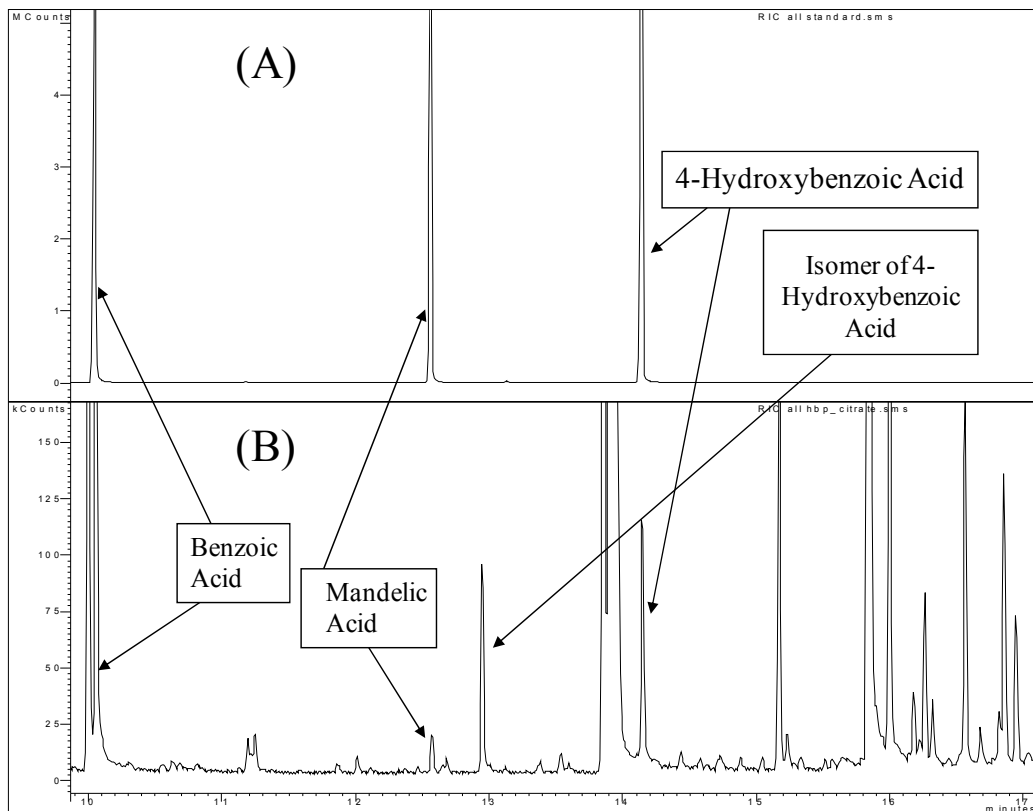 MCounts
RIC all standard.sms
(A)
4
3
2
1
0
4-Hydroxybenzoic Acid
Isomer of 4-
Hydroxybenzoic
Acid
kCounts
RIC all hbp_citrate.sms
(B)
150
125
100
75
50
25
0
Benzoic
Acid
Mandelic
Acid
10
11
12
13
14
15
16
17
minutes